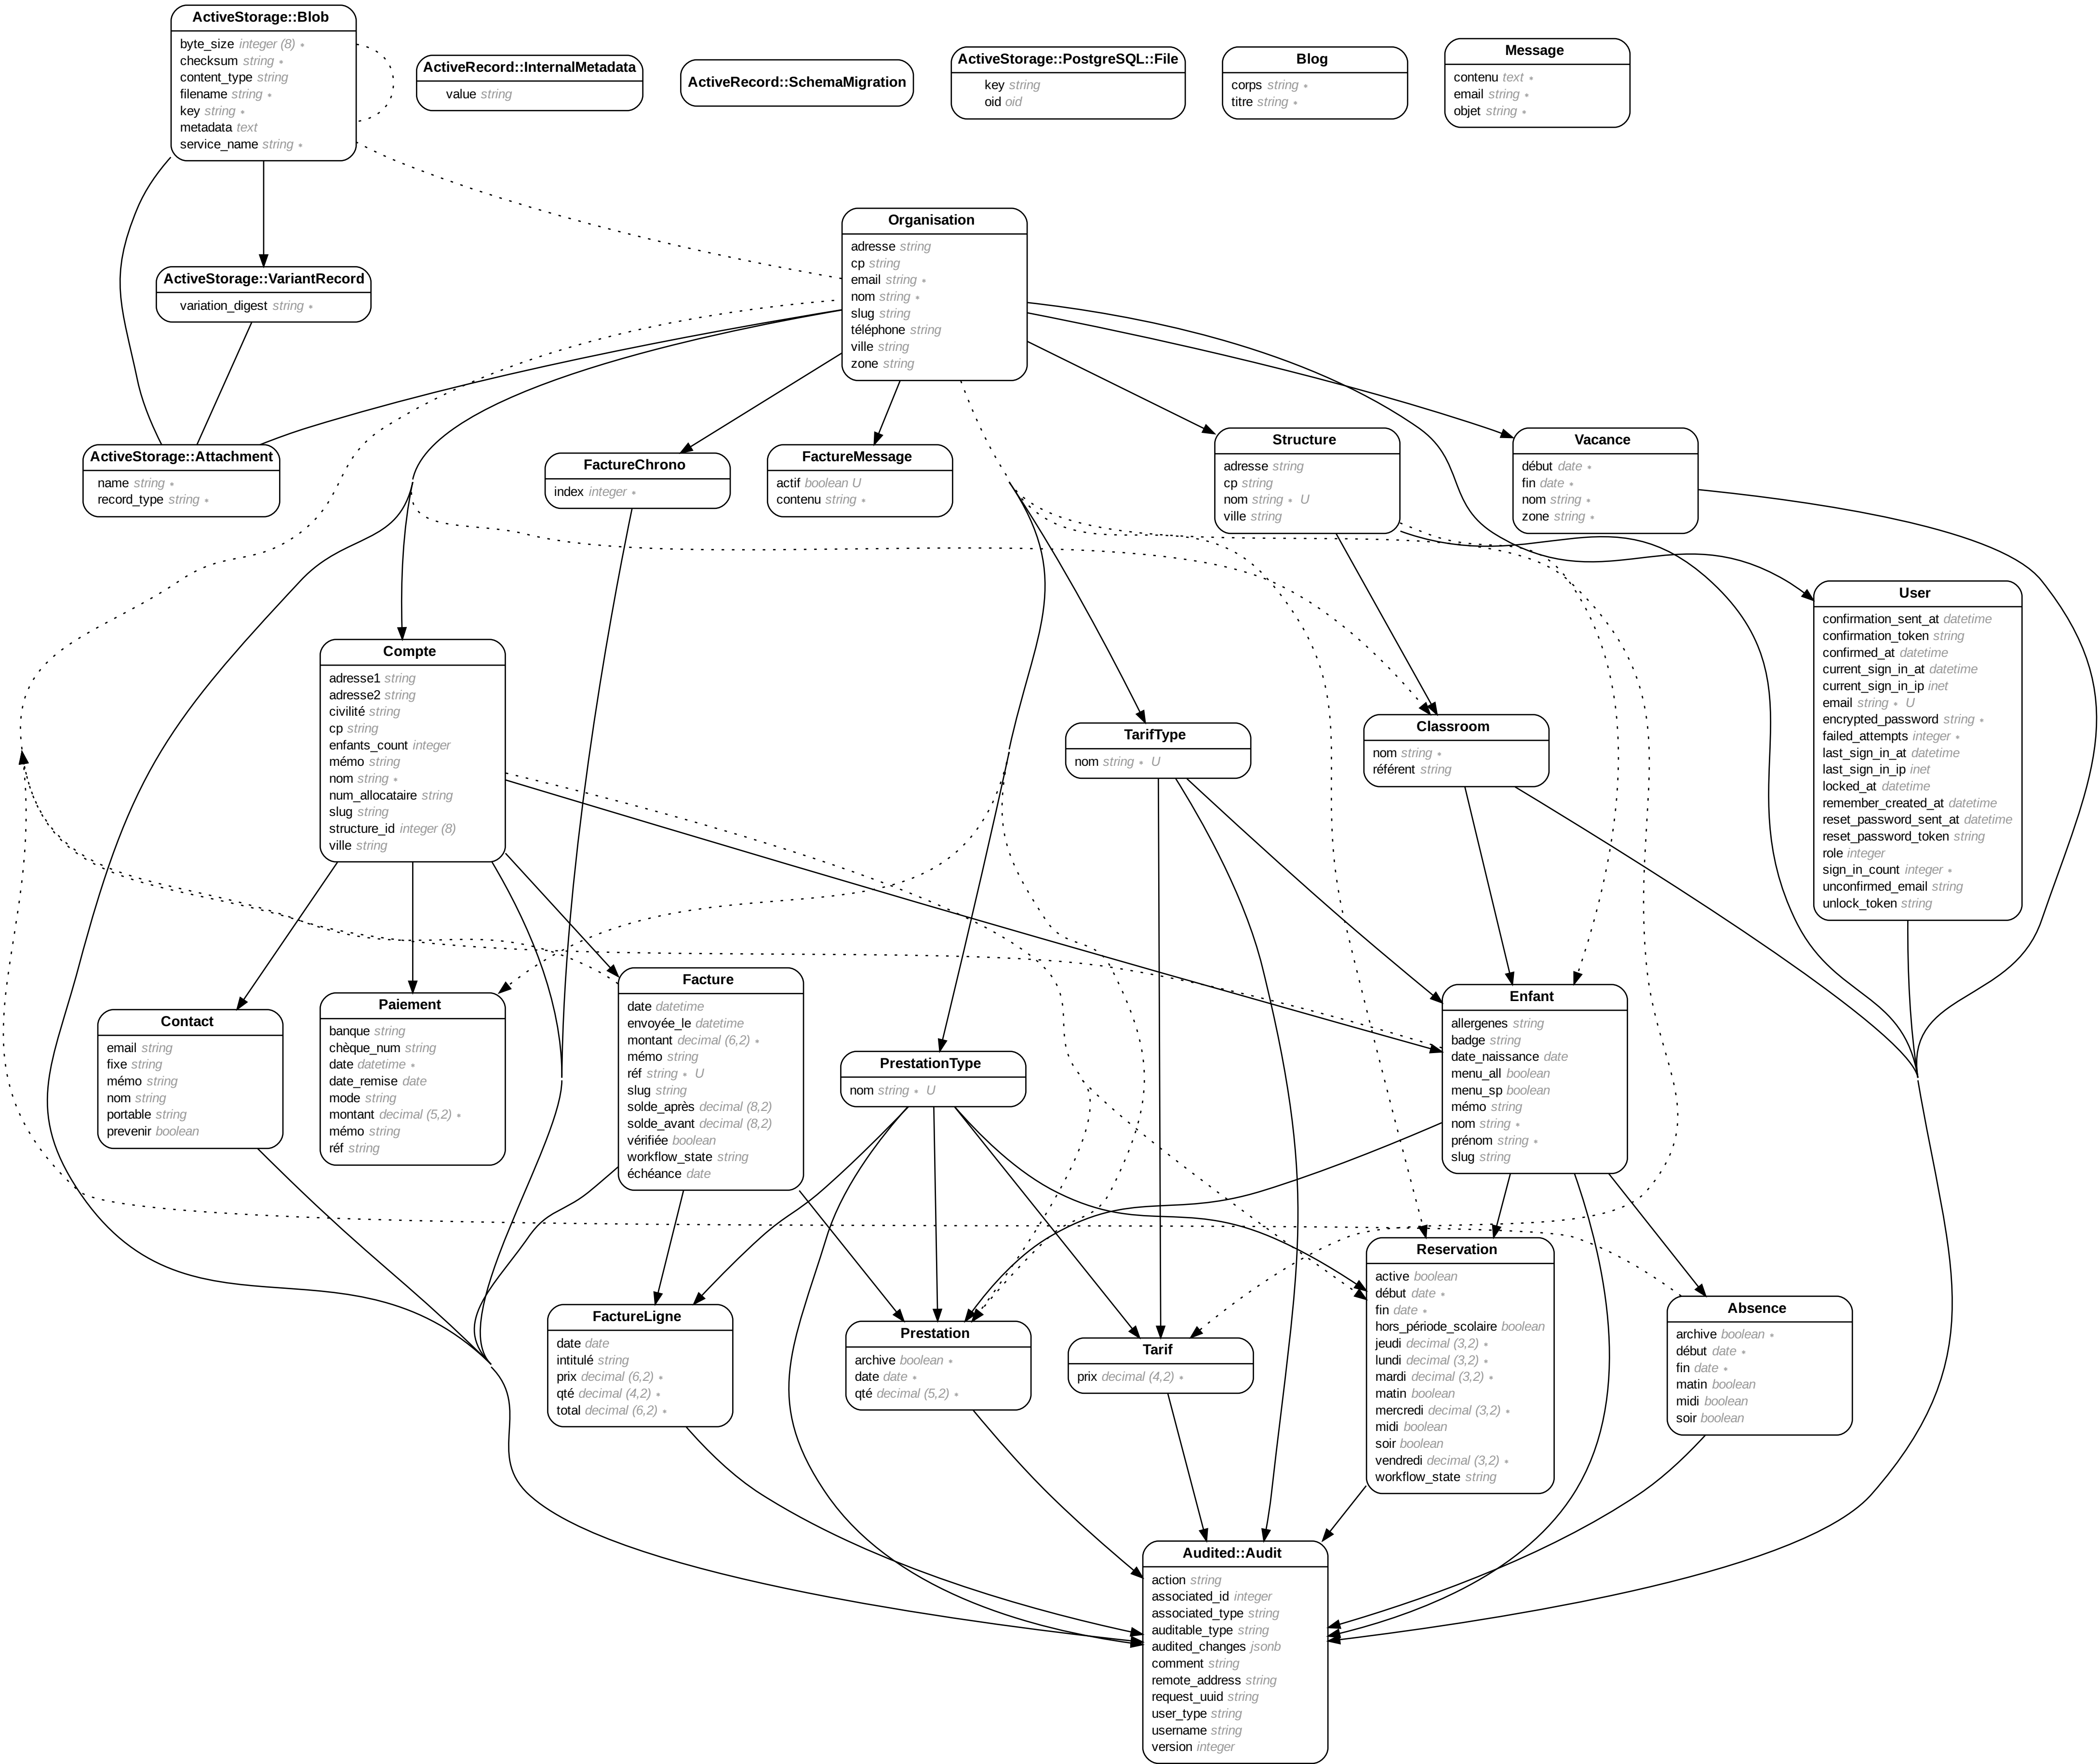 ActiveStorage::Blob
byte_size integer (8) ∗
checksum string ∗
content_type string
filename string ∗
key string ∗
metadata text
service_name string ∗
ActiveRecord::InternalMetadata
value string
ActiveRecord::SchemaMigration
ActiveStorage::PostgreSQL::File
key string
oid oid
Blog
corps string ∗
titre string ∗
Message
contenu text ∗
email string ∗
objet string ∗
Organisation
adresse string
cp string
email string ∗
nom string ∗
slug string
téléphone string
ville string
zone string
ActiveStorage::VariantRecord
variation_digest string ∗
ActiveStorage::Attachment
name string ∗
record_type string ∗
FactureChrono
index integer ∗
FactureMessage
actif boolean U
contenu string ∗
Structure
adresse string
cp string
nom string ∗ U
ville string
Vacance
début date ∗
fin date ∗
nom string ∗
zone string ∗
User
confirmation_sent_at datetime
confirmation_token string
confirmed_at datetime
current_sign_in_at datetime
current_sign_in_ip inet
email string ∗ U
encrypted_password string ∗
failed_attempts integer ∗
last_sign_in_at datetime
last_sign_in_ip inet
locked_at datetime
remember_created_at datetime
reset_password_sent_at datetime
reset_password_token string
role integer
sign_in_count integer ∗
unconfirmed_email string
unlock_token string
Compte
adresse1 string
adresse2 string
civilité string
cp string
enfants_count integer
mémo string
nom string ∗
num_allocataire string
slug string
structure_id integer (8)
ville string
TarifType
nom string ∗ U
Classroom
nom string ∗
référent string
Contact
email string
fixe string
mémo string
nom string
portable string
prevenir boolean
Paiement
banque string
chèque_num string
date datetime ∗
date_remise date
mode string
montant decimal (5,2) ∗
mémo string
réf string
Facture
date datetime
envoyée_le datetime
montant decimal (6,2) ∗
mémo string
réf string ∗ U
slug string
solde_après decimal (8,2)
solde_avant decimal (8,2)
vérifiée boolean
workflow_state string
échéance date
PrestationType
nom string ∗ U
Enfant
allergenes string
badge string
date_naissance date
menu_all boolean
menu_sp boolean
mémo string
nom string ∗
prénom string ∗
slug string
FactureLigne
date date
intitulé string
prix decimal (6,2) ∗
qté decimal (4,2) ∗
total decimal (6,2) ∗
Prestation
archive boolean ∗
date date ∗
qté decimal (5,2) ∗
Tarif
prix decimal (4,2) ∗
Reservation
active boolean
début date ∗
fin date ∗
hors_période_scolaire boolean
jeudi decimal (3,2) ∗
lundi decimal (3,2) ∗
mardi decimal (3,2) ∗
matin boolean
mercredi decimal (3,2) ∗
midi boolean
soir boolean
vendredi decimal (3,2) ∗
workflow_state string
Absence
archive boolean ∗
début date ∗
fin date ∗
matin boolean
midi boolean
soir boolean
Audited::Audit
action string
associated_id integer
associated_type string
auditable_type string
audited_changes jsonb
comment string
remote_address string
request_uuid string
user_type string
username string
version integer